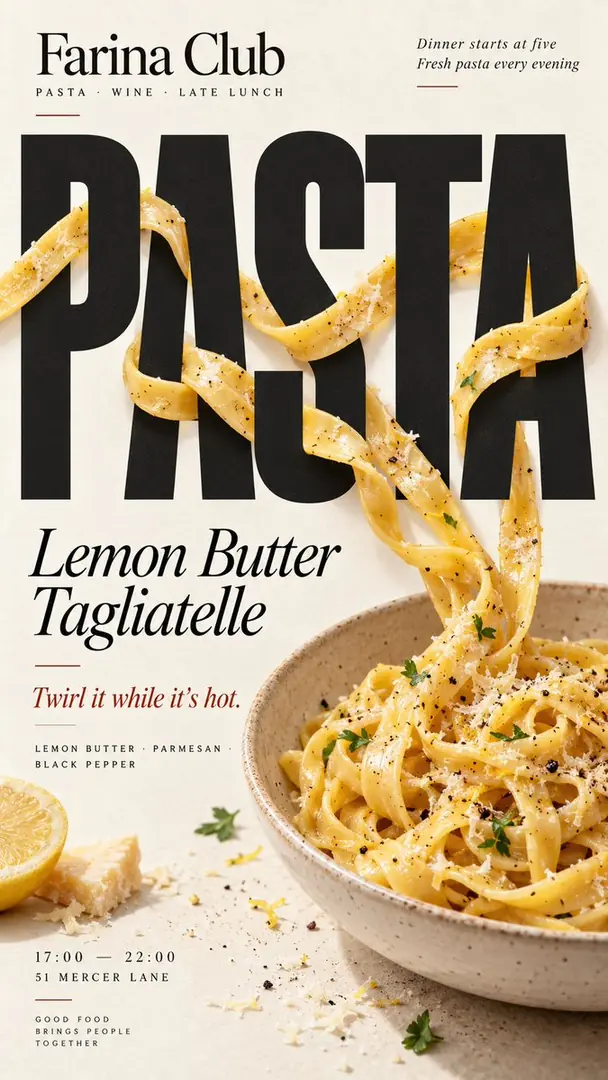 Farina Club
PASTA · WINE · LATE LUNCH
Dinner starts at five
Fresh pasta every evening
PASTA
Lemon Butter
Tagliatelle
Twirl it while it's hot.
LEMON BUTTER · PARMESAN ·
BLACK PEPPER
17:00 — 22:00
51 MERCER LANE
GOOD FOOD
BRINGS PEOPLE
TOGETHER